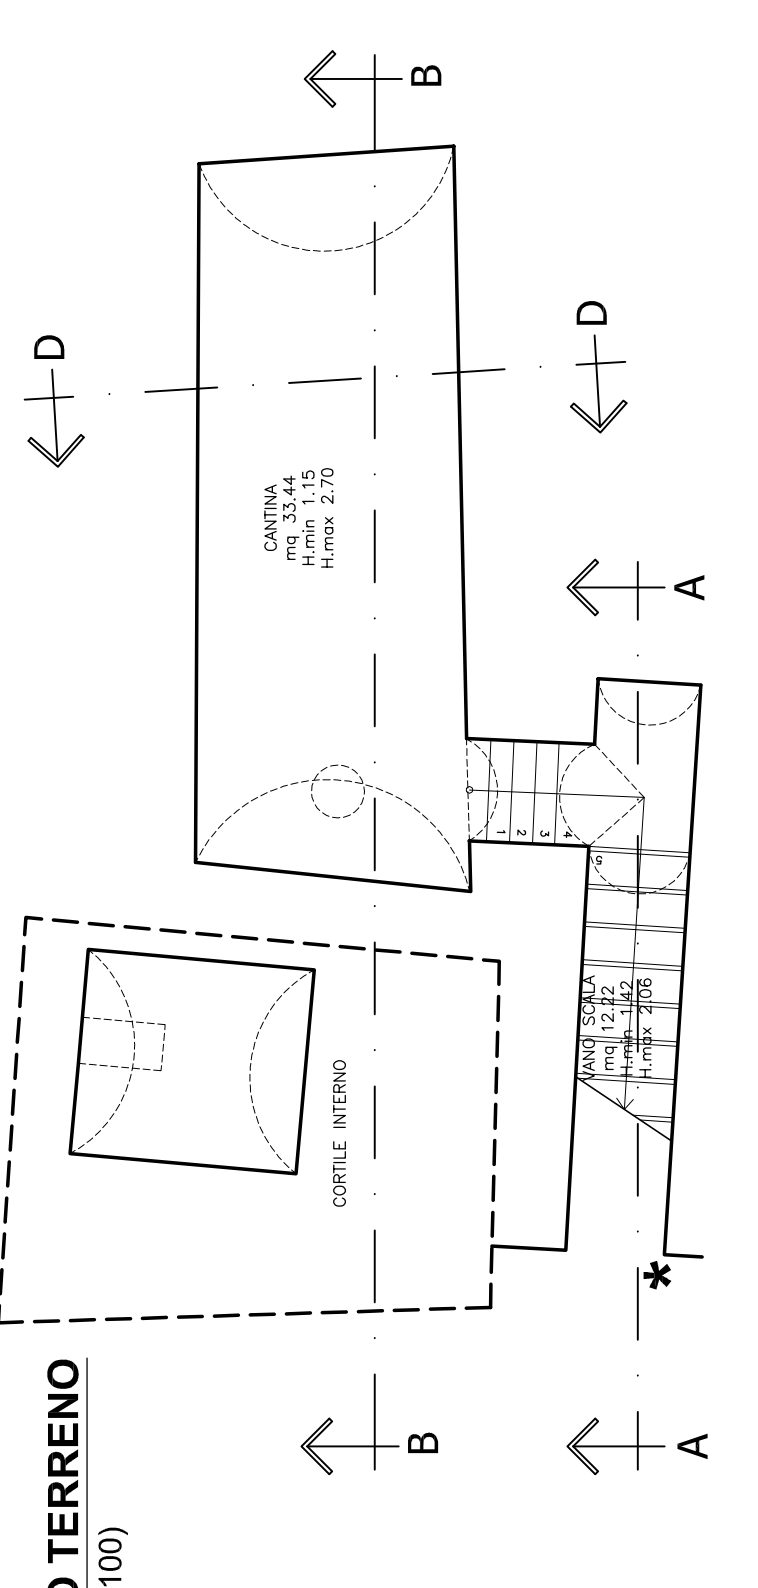 B
D
D
CANTINA
mq 33.44
H.min 1.15
H.max 2.70
A
1
2
3
4
5
VANO SCALA
mq 12.22
H.min 1.42
H.max 2.06
CORTILE INTERNO
*
B
A
O TERRENO
100)